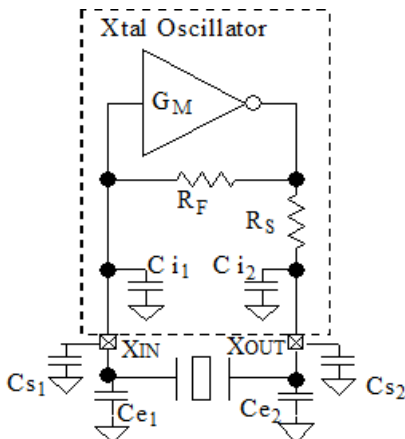 Xtal Oscillator
GM
RF
RS
Ci1
Ci2
XIN
XOUT
Cs1
Cs2
Ce1
Ce2